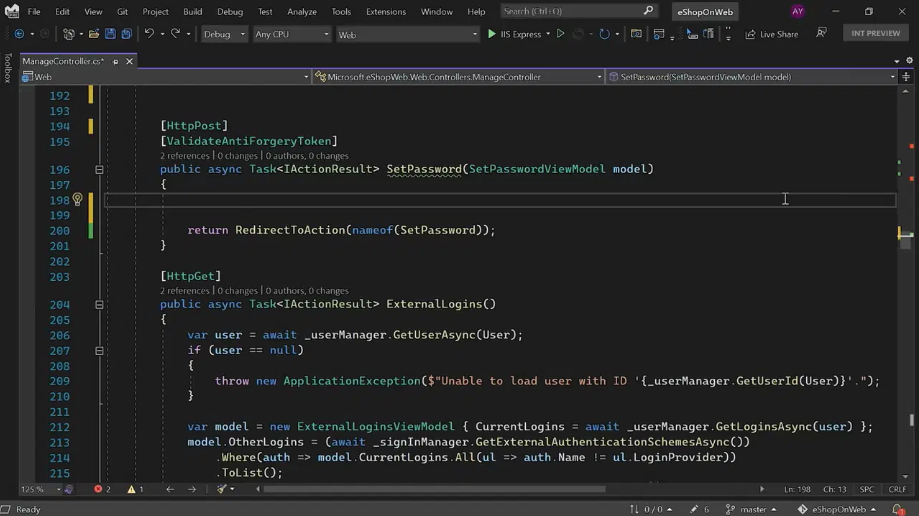 File Edit View Git Project Build Debug Test Analyze Tools Extensions Window Help Search (Ctrl+Q) eShopOnWeb AY
Debug Any CPU Web IIS Express Live Share INT PREVIEW
Toolbox
ManageController.cs*
Web Microsoft.eShopWeb.Web.Controllers.ManageController SetPassword(SetPasswordViewModel model)
192
193
194 [HttpPost]
195 [ValidateAntiForgeryToken]
2 references | 0 changes | 0 authors, 0 changes
196 public async Task<IActionResult> SetPassword(SetPasswordViewModel model)
197 {
198
199
200 return RedirectToAction(nameof(SetPassword));
201 }
202
203 [HttpGet]
2 references | 0 changes | 0 authors, 0 changes
204 public async Task<IActionResult> ExternalLogins()
205 {
206 var user = await _userManager.GetUserAsync(User);
207 if (user == null)
208 {
209 throw new ApplicationException($"Unable to load user with ID '{_userManager.GetUserId(User)}'.");
210 }
211
212 var model = new ExternalLoginsViewModel { CurrentLogins = await _userManager.GetLoginsAsync(user) };
213 model.OtherLogins = (await _signInManager.GetExternalAuthenticationSchemesAsync())
214 .Where(auth => model.CurrentLogins.All(ul => auth.Name != ul.LoginProvider))
215 .ToList();
125 % 2 1 Ln: 198 Ch: 13 SPC CRLF
Ready 0 / 0 6 master eShopOnWeb